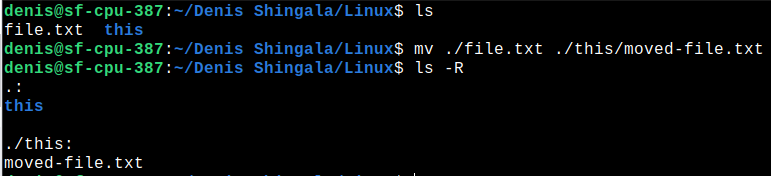 denis@sf-cpu-387:~/Denis Shingala/Linux$ ls
file.txt  this
denis@sf-cpu-387:~/Denis Shingala/Linux$ mv ./file.txt ./this/moved-file.txt
denis@sf-cpu-387:~/Denis Shingala/Linux$ ls -R
.:
this
./this:
moved-file.txt